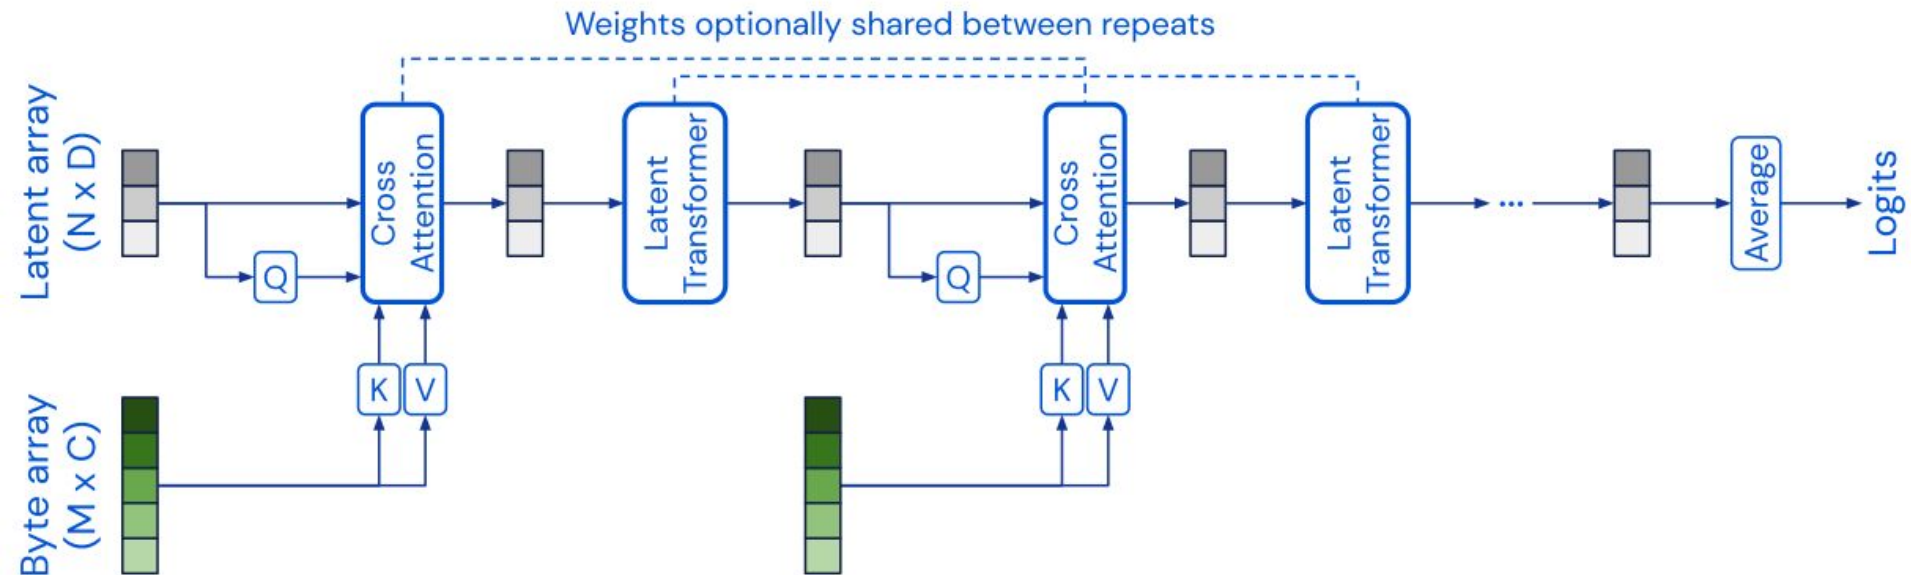 Weights optionally shared between repeats
Latent array
(N x D)
Cross
Attention
Latent
Transformer
Cross
Attention
Latent
Transformer
...
Average
Logits
Q
Q
K
V
K
V
Byte array
(M x C)